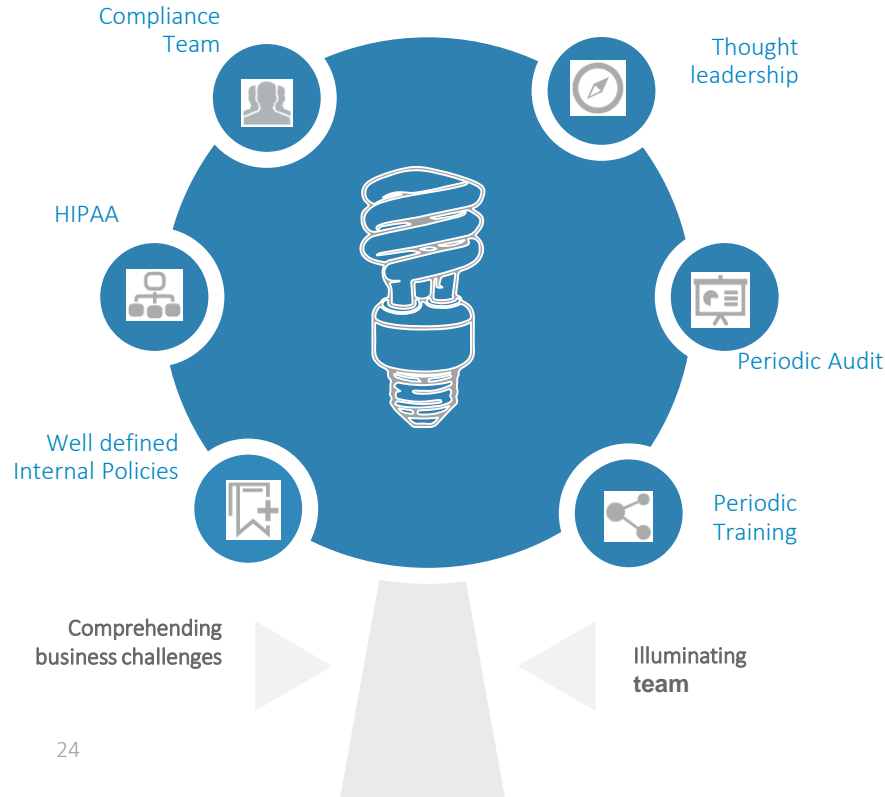 Compliance
Team
Thought
leadership
HIPAA
Periodic Audit
Well defined
Internal Policies
Periodic
Training
Comprehending
business challenges
Illuminating
team
24